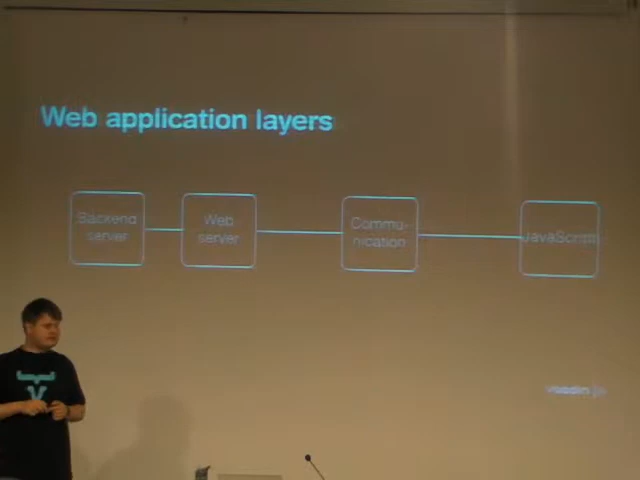 Web application layers
Backend
server
Web
server
Commu-
nication
JavaScript
vaadin }>